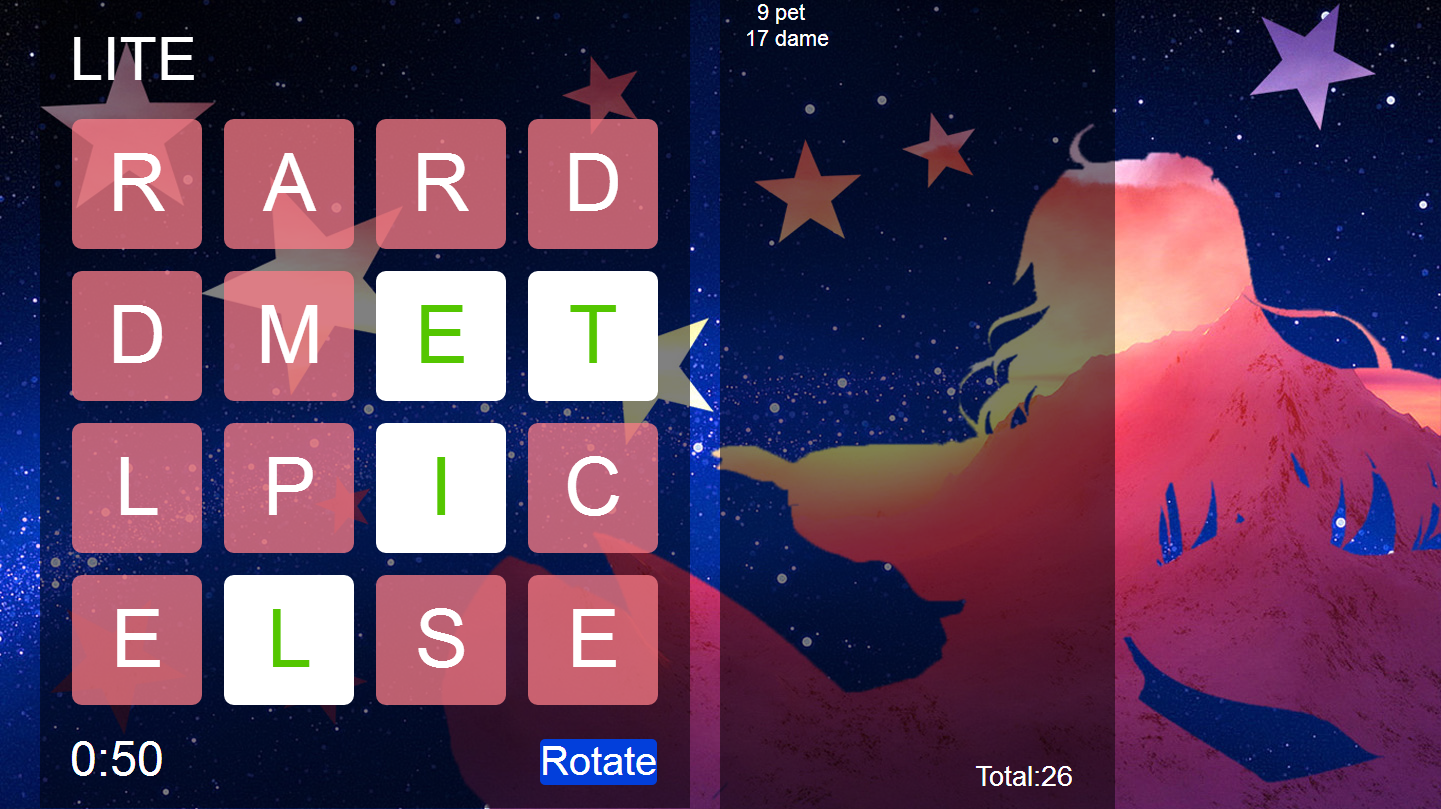 LITE
R A R D
D M E T
L P I C
E L S E
0:50
Rotate
9 pet
17 dame
Total:26